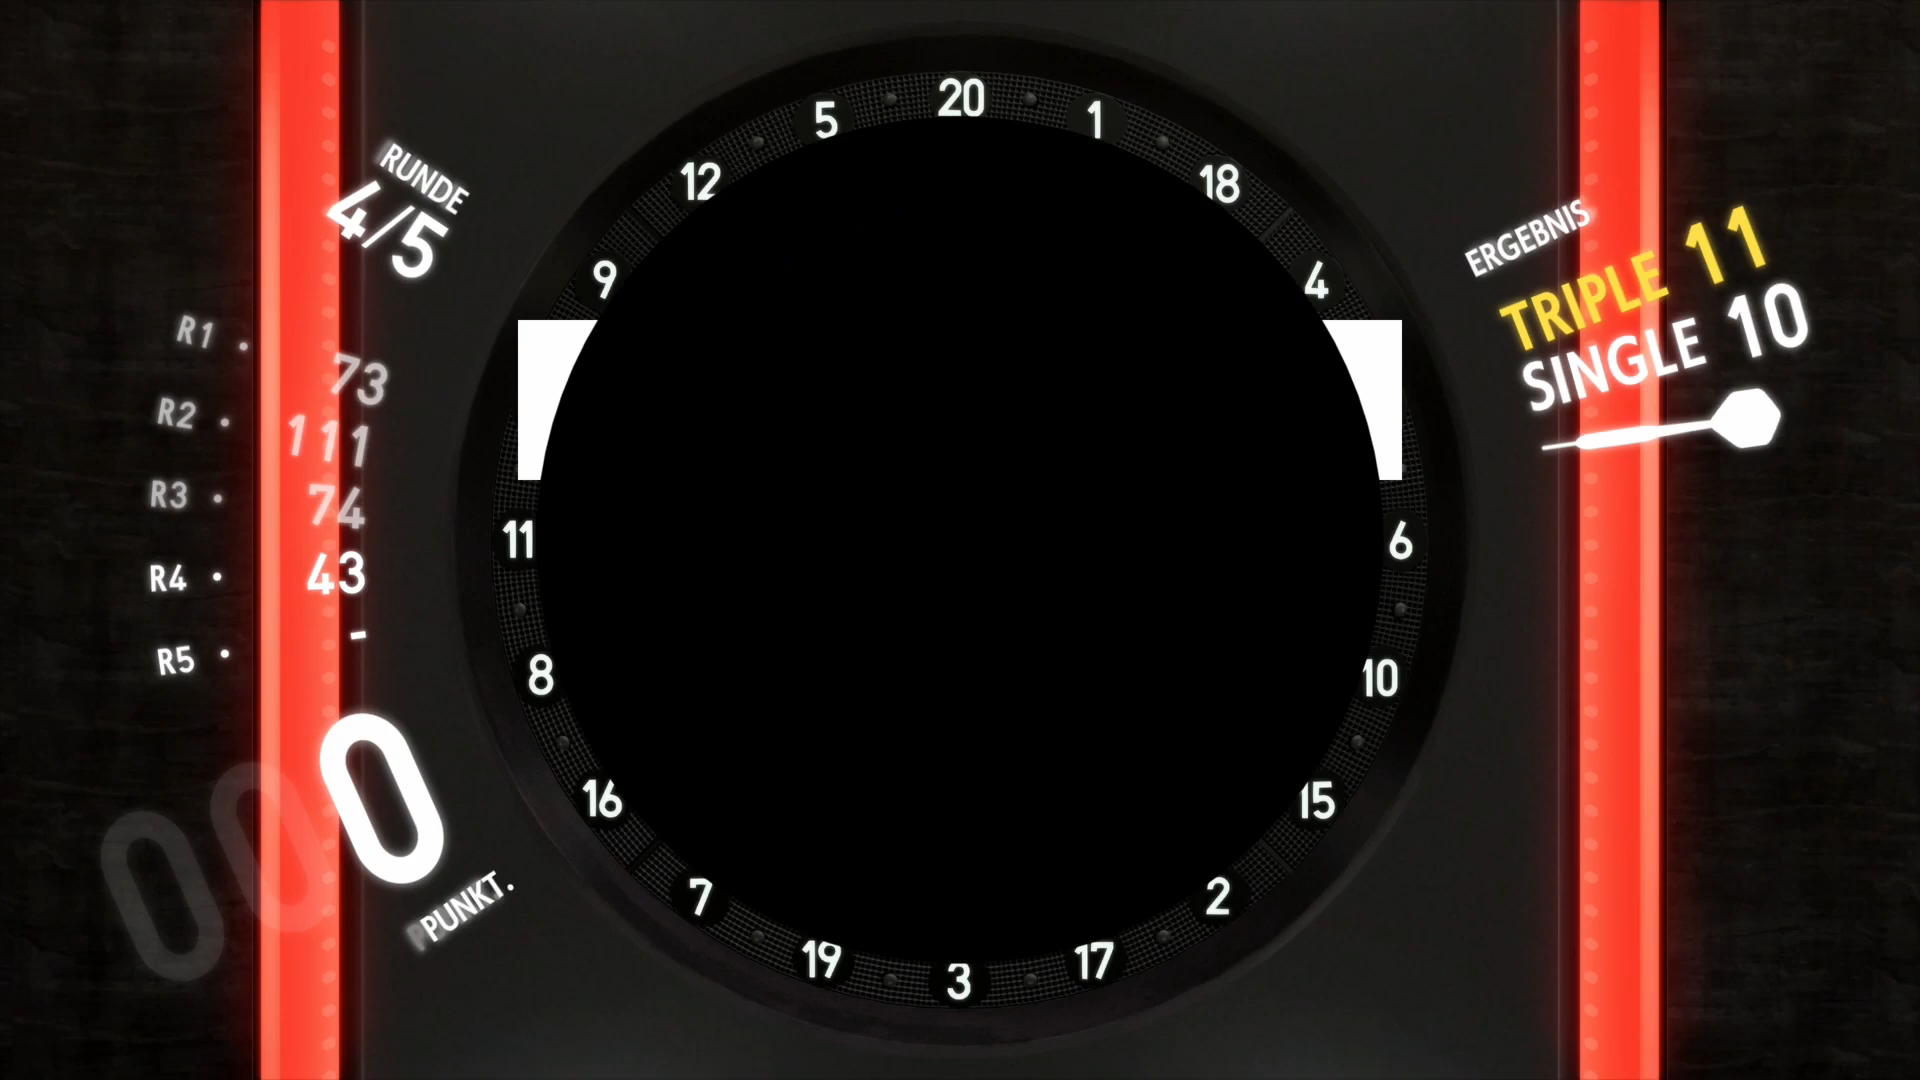 RUNDE
4/5
R1 • 73
R2 • 111
R3 • 74
R4 • 43
R5 • -
000
PUNKT.
20
1
18
4
6
10
15
2
17
3
19
7
16
8
11
9
12
5
ERGEBNIS
TRIPLE 11
SINGLE 10